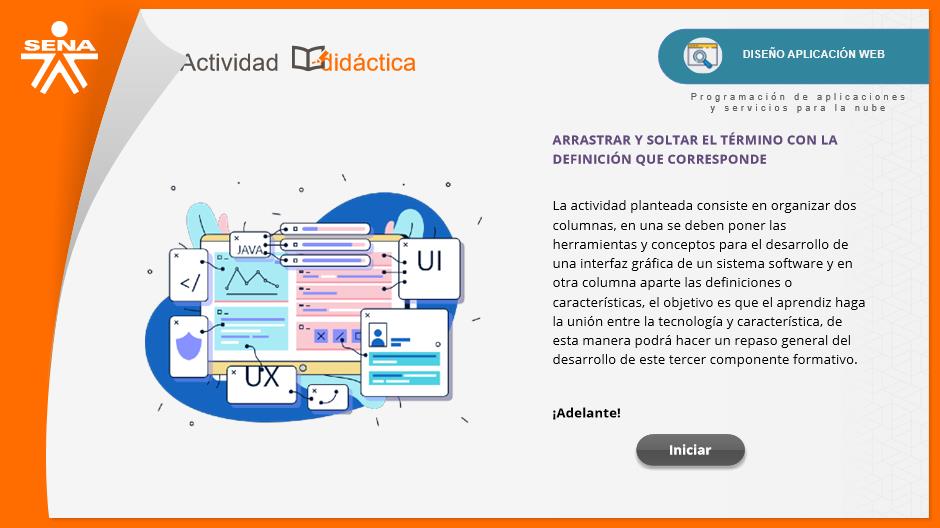 SENA
Actividad didáctica
DISEÑO APLICACIÓN WEB
Programación de aplicaciones
y servicios para la nube
ARRASTRAR Y SOLTAR EL TÉRMINO CON LA
DEFINICIÓN QUE CORRESPONDE
La actividad planteada consiste en organizar dos
columnas, en una se deben poner las
herramientas y conceptos para el desarrollo de
una interfaz gráfica de un sistema software y en
otra columna aparte las definiciones o
características, el objetivo es que el aprendiz haga
la unión entre la tecnología y característica, de
esta manera podrá hacer un repaso general del
desarrollo de este tercer componente formativo.
¡Adelante!
Iniciar
JAVA
UI
</>
UX